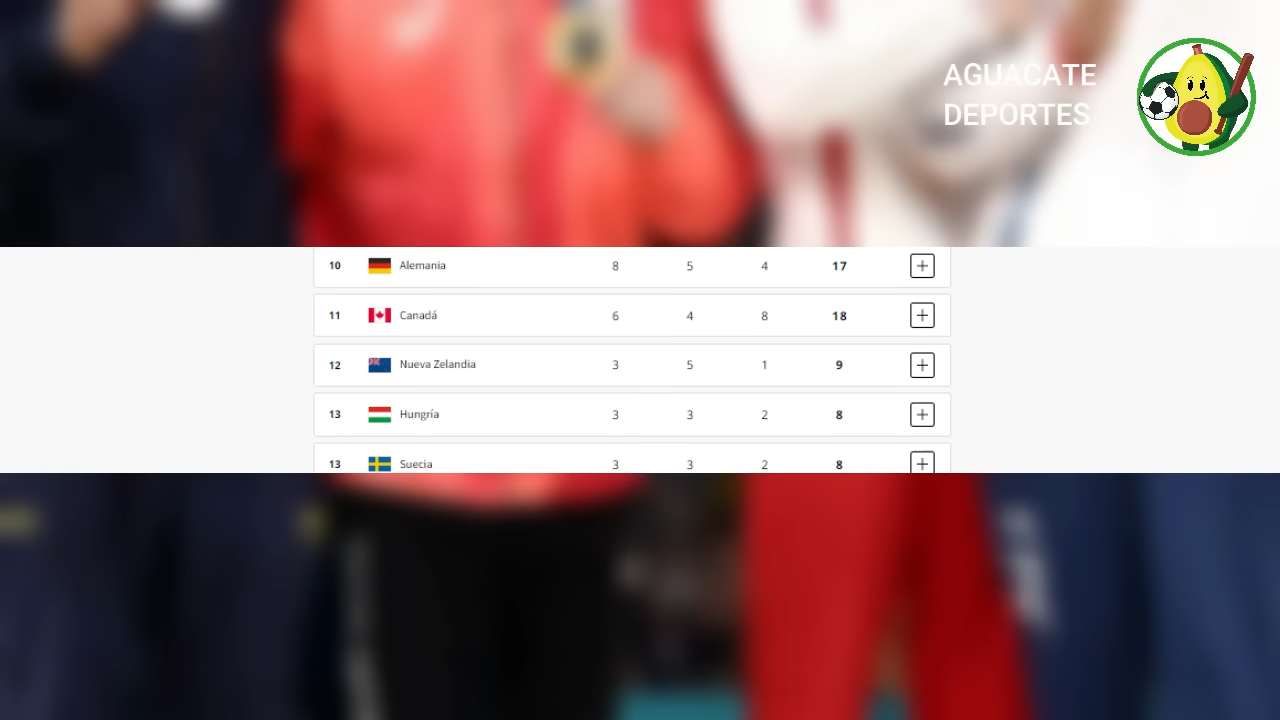 AGUACATE
DEPORTES
10 Alemania 8 5 4 17
11 Canadá 6 4 8 18
12 Nueva Zelandia 3 5 1 9
13 Hungría 3 3 2 8
13 Suecia 3 3 2 8